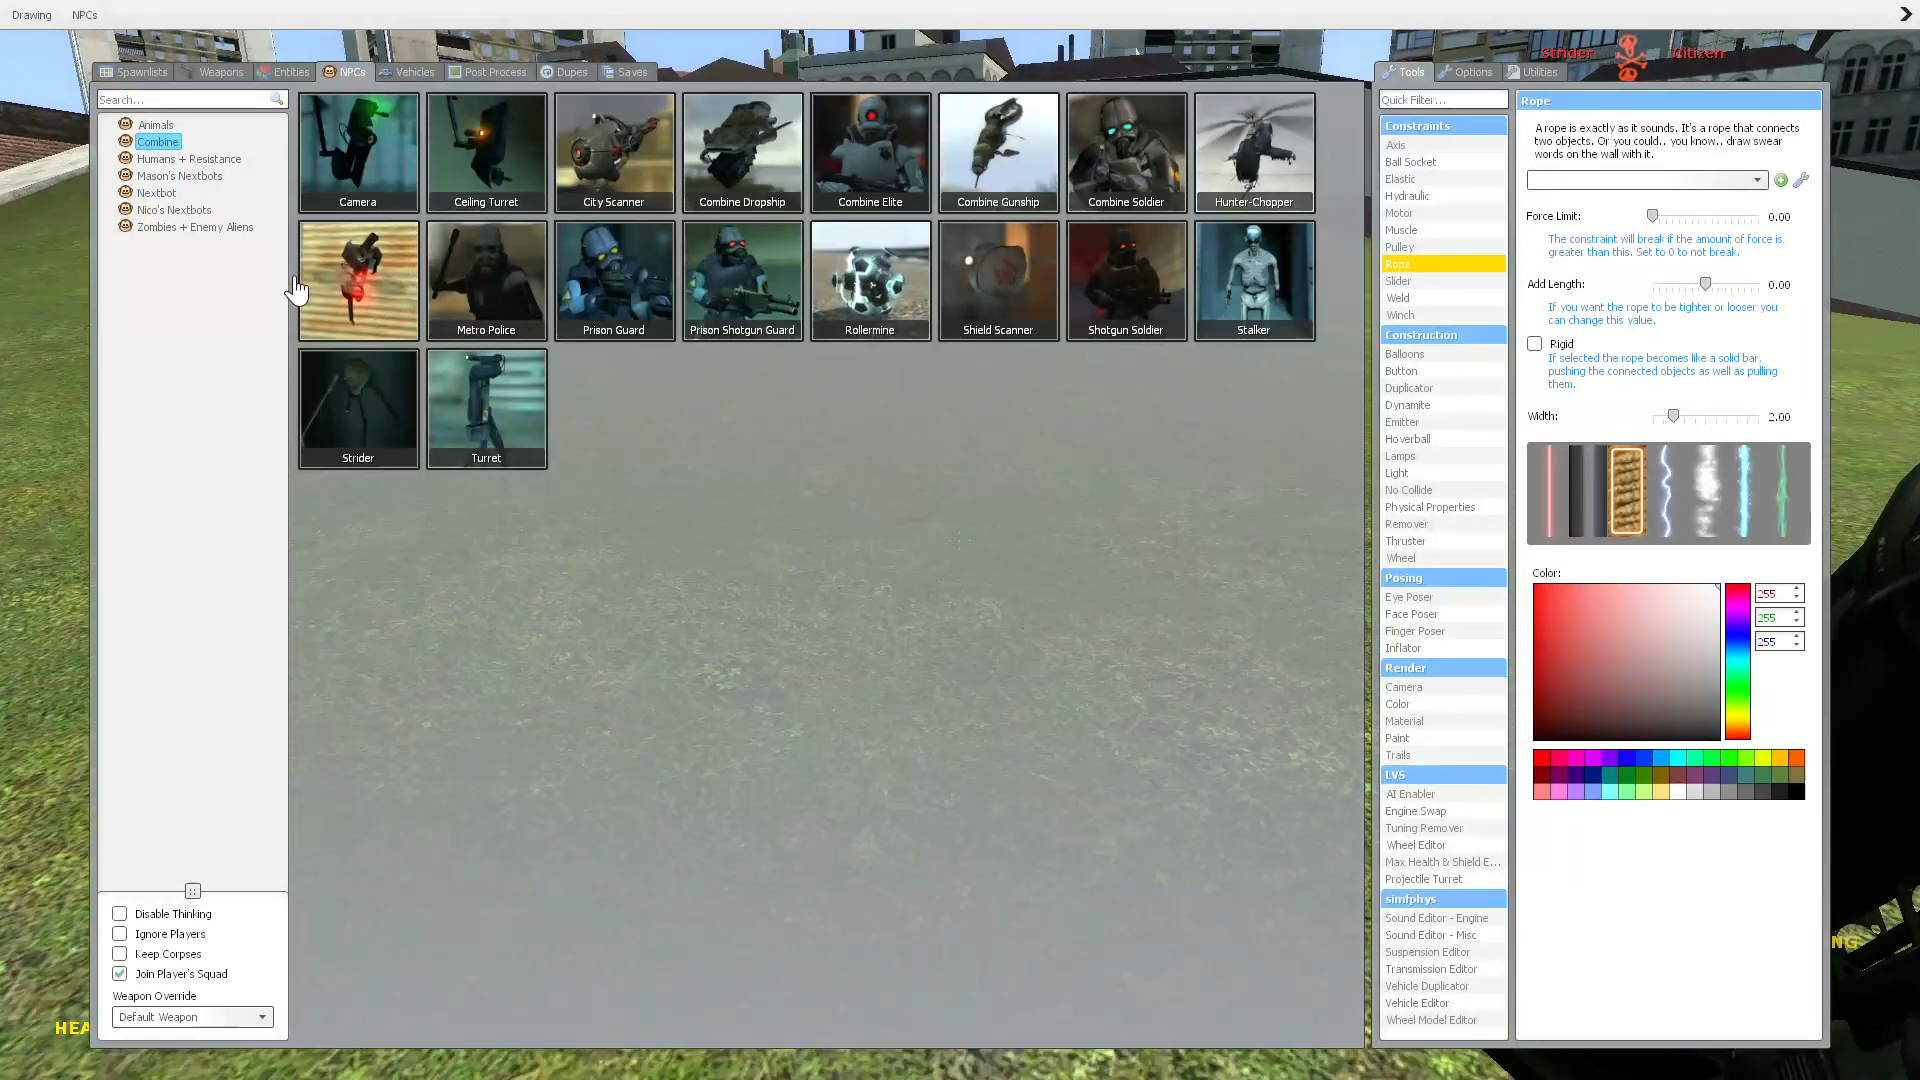 Drawing NPCs
Strider Citizen
Spawnlists Weapons Entities NPCs Vehicles Post Process Dupes Saves
Search...
Animals
Combine
Humans + Resistance
Mason's Nextbots
Nextbot
Nico's Nextbots
Zombies + Enemy Aliens
Disable Thinking
Ignore Players
Keep Corpses
Join Player's Squad
Weapon Override
Default Weapon
Camera Ceiling Turret City Scanner Combine Dropship Combine Elite Combine Gunship Combine Soldier Hunter-Chopper
Metro Police Prison Guard Prison Shotgun Guard Rollermine Shield Scanner Shotgun Soldier Stalker
Strider Turret
Tools Options Utilities
Quick Filter...
Constraints
Axis
Ball Socket
Elastic
Hydraulic
Motor
Muscle
Pulley
Rope
Slider
Weld
Winch
Construction
Balloons
Button
Duplicator
Dynamite
Emitter
Hoverball
Lamps
Light
No Collide
Physical Properties
Remover
Thruster
Wheel
Posing
Eye Poser
Face Poser
Finger Poser
Inflator
Render
Camera
Color
Material
Paint
Trails
LVS
AI Enabler
Engine Swap
Tuning Remover
Wheel Editor
Max Health & Shield E...
Projectile Turret
simfphys
Sound Editor - Engine
Sound Editor - Misc
Suspension Editor
Transmission Editor
Vehicle Duplicator
Vehicle Editor
Wheel Model Editor
Rope
A rope is exactly as it sounds. It's a rope that connects
two objects. Or you could.. you know.. draw swear
words on the wall with it.
Force Limit: 0.00
The constraint will break if the amount of force is
greater than this. Set to 0 to not break.
Add Length: 0.00
If you want the rope to be tighter or looser you
can change this value.
Rigid
If selected the rope becomes like a solid bar,
pushing the connected objects as well as pulling
them.
Width: 2.00
Color:
255
255
255
HEA
NG